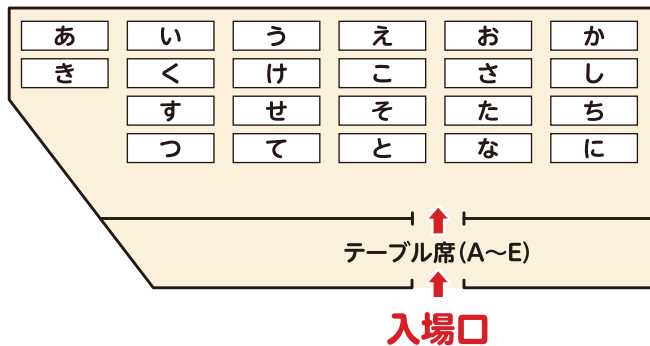 あ い う え お か
き く け こ さ し
す せ そ た ち
つ て と な に
テーブル席(A〜E)
入場口